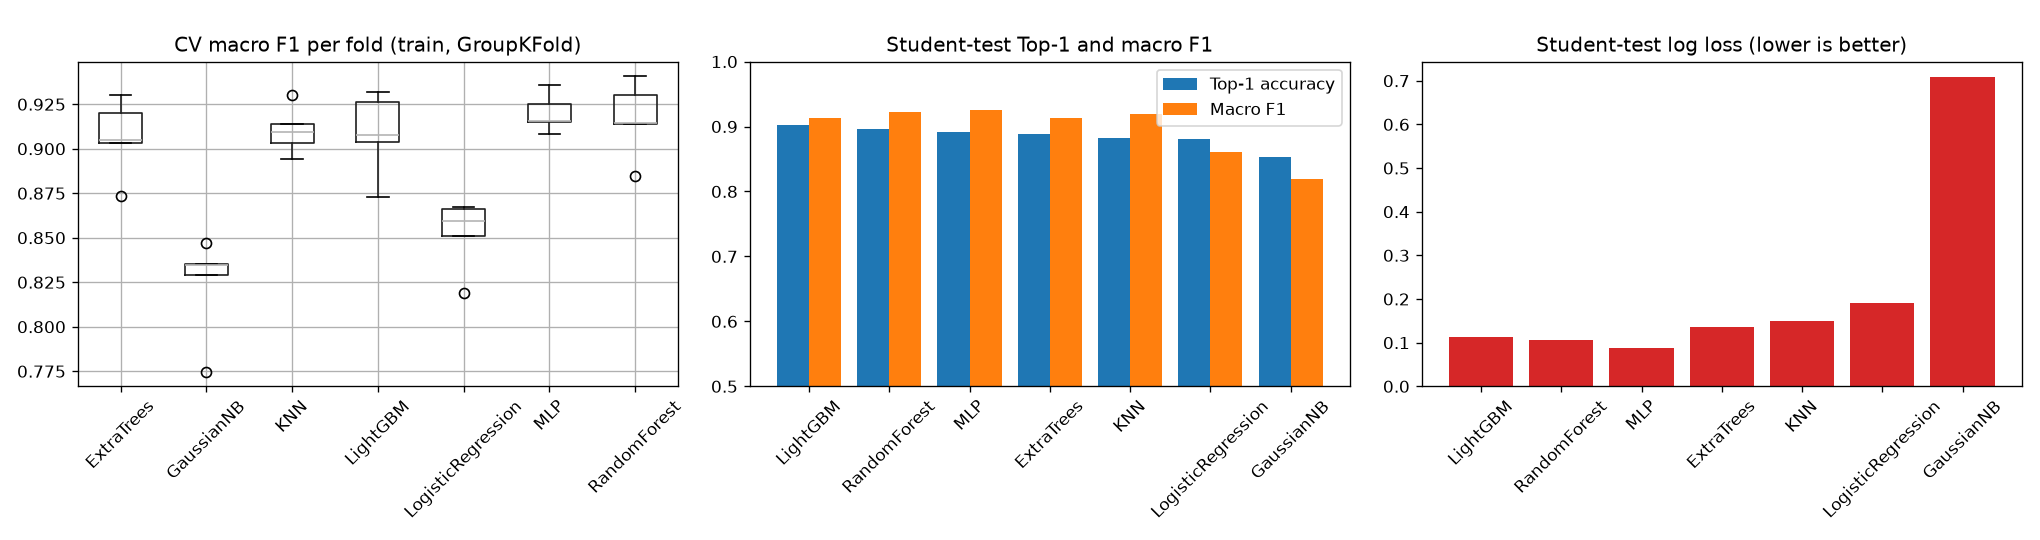 CV macro F1 per fold (train, GroupKFold)
0.925
0.900
0.875
0.850
0.825
0.800
0.775
ExtraTrees
GaussianNB
KNN
LightGBM
LogisticRegression
MLP
RandomForest
Student-test Top-1 and macro F1
1.0
0.9
0.8
0.7
0.6
0.5
Top-1 accuracy
Macro F1
LightGBM
RandomForest
MLP
ExtraTrees
KNN
LogisticRegression
GaussianNB
Student-test log loss (lower is better)
0.7
0.6
0.5
0.4
0.3
0.2
0.1
0.0
LightGBM
RandomForest
MLP
ExtraTrees
KNN
LogisticRegression
GaussianNB